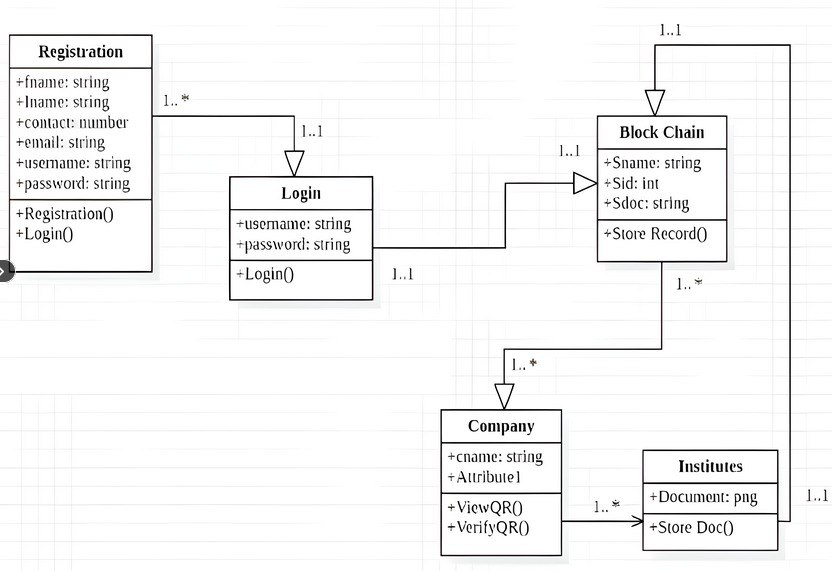 Registration
+fname: string
+lname: string
+contact: number
+email: string
+username: string
+password: string
+Registration()
+Login()
1..*
1..1
Login
+username: string
+password: string
+Login()
1..1
1..1
1..1
Block Chain
+Sname: string
+Sid: int
+Sdoc: string
+Store Record()
1..*
1..*
Company
+cname: string
+Attribute1
+ViewQR()
+VerifyQR()
1..*
Institutes
+Document: png
+Store Doc()
1..1